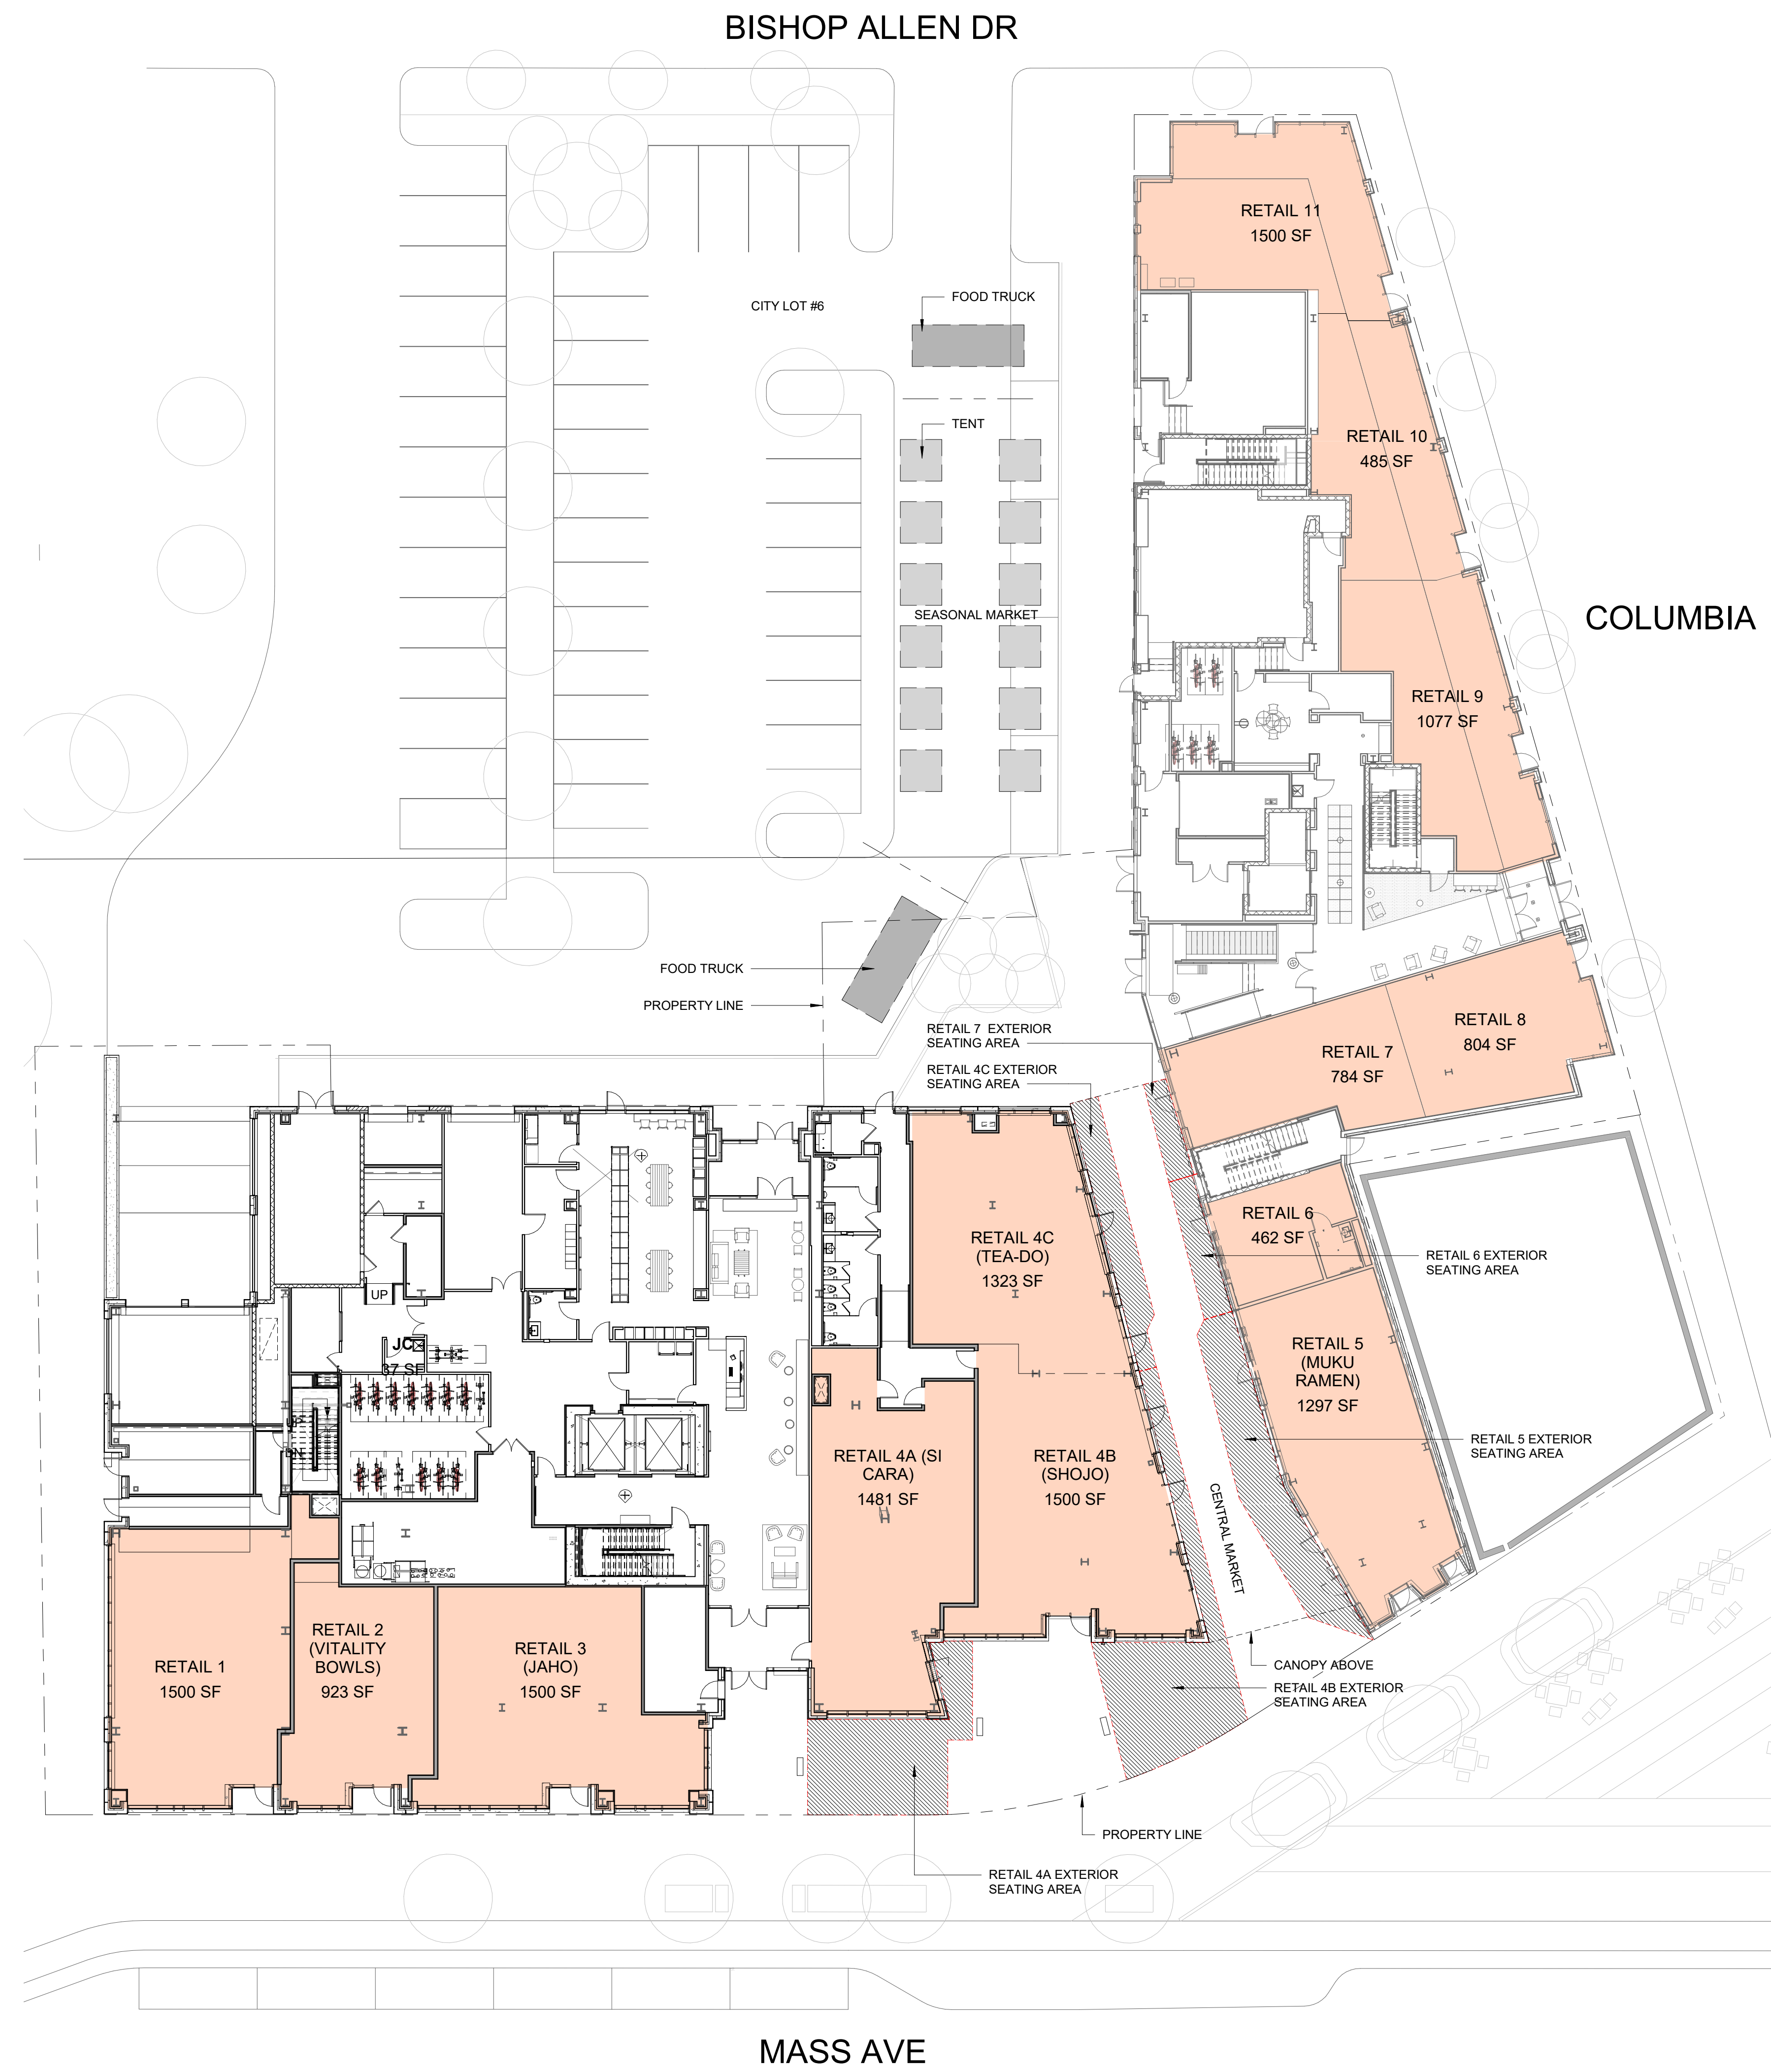 BISHOP ALLEN DR
RETAIL 11
1500 SF
CITY LOT #6
FOOD TRUCK
TENT
RETAIL 10
485 SF
SEASONAL MARKET
COLUMBIA
RETAIL 9
1077 SF
FOOD TRUCK
PROPERTY LINE
RETAIL 7 EXTERIOR
SEATING AREA
RETAIL 4C EXTERIOR
SEATING AREA
RETAIL 8
804 SF
RETAIL 7
784 SF
RETAIL 6
462 SF
RETAIL 6 EXTERIOR
SEATING AREA
RETAIL 4C
(TEA-DO)
1323 SF
UP
J.C
37 SF
RETAIL 5
(MUKU
RAMEN)
1297 SF
RETAIL 5 EXTERIOR
SEATING AREA
RETAIL 4A (SI
CARA)
1481 SF
RETAIL 4B
(SHOJO)
1500 SF
CENTRAL MARKET
RETAIL 1
1500 SF
RETAIL 2
(VITALITY
BOWLS)
923 SF
RETAIL 3
(JAHO)
1500 SF
CANOPY ABOVE
RETAIL 4B EXTERIOR
SEATING AREA
PROPERTY LINE
RETAIL 4A EXTERIOR
SEATING AREA
MASS AVE